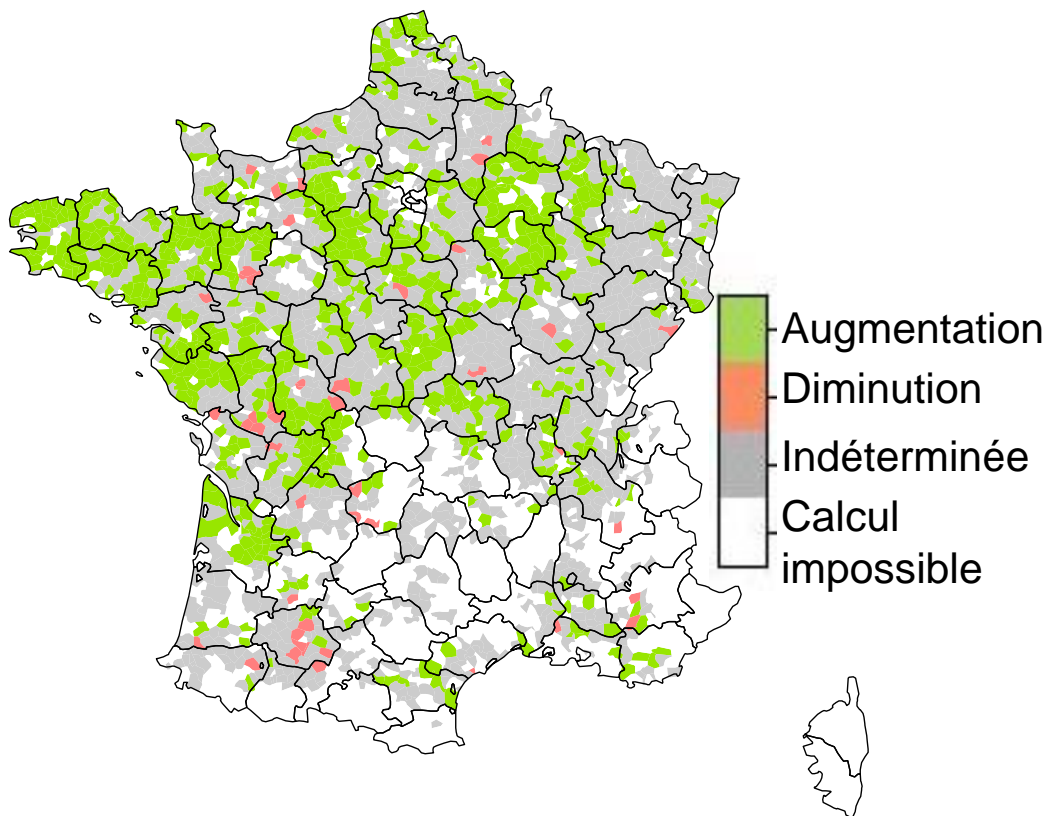 Augmentation
Diminution
Indéterminée
Calcul
impossible